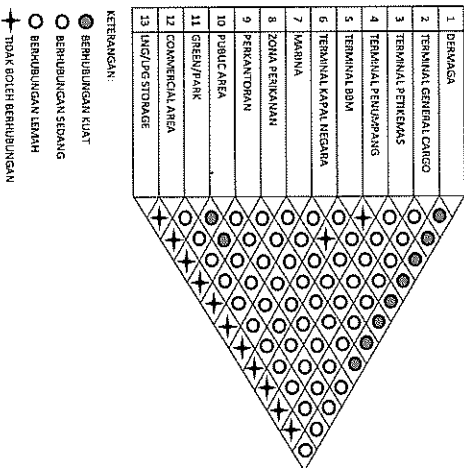 1 DERMAGA
2 TERMINAL GENERAL CARGO
3 TERMINAL PETIKEMAS
4 TERMINAL PENUMPANG
5 TERMINAL BBM
6 TERMINAL KAPAL NEGARA
7 MARINA
8 ZONA PERIKANAN
9 PERKANTORAN
10 PUBLIC AREA
11 GREEN/PARK
12 COMMERCIAL AREA
13 LNG/LPG STORAGE
KETERANGAN:
BERHUBUNGAN KUAT
BERHUBUNGAN SEDANG
BERHUBUNGAN LEMAH
TIDAK BOLEH BERHUBUNGAN